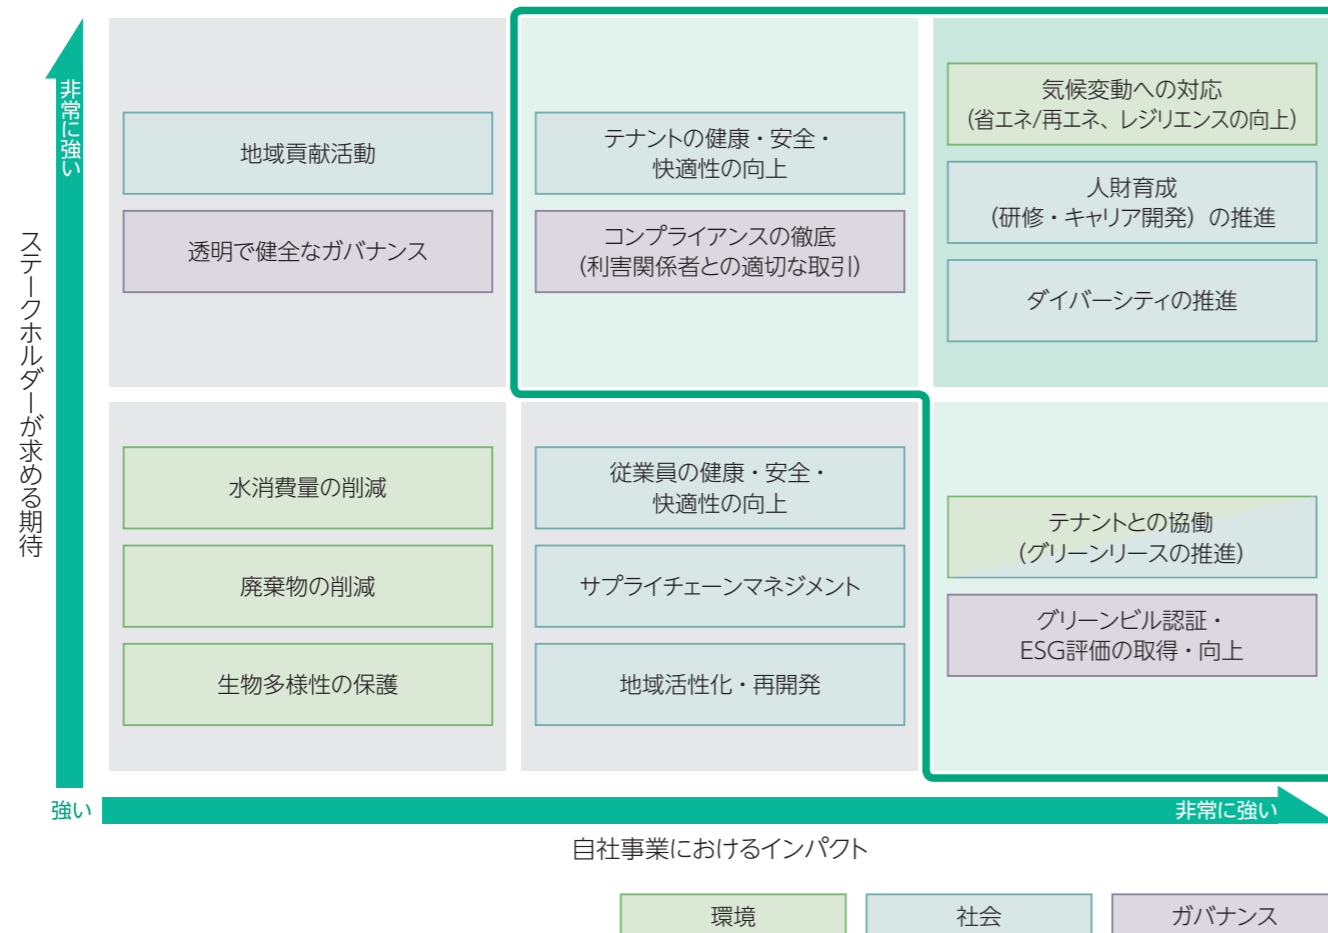 非常に強い
ステークホルダーが求める期待
地域貢献活動
透明で健全なガバナンス
テナントの健康・安全・
快適性の向上
コンプライアンスの徹底
(利害関係者との適切な取引)
気候変動への対応
(省エネ/再エネ、レジリエンスの向上)
人財育成
(研修・キャリア開発)の推進
ダイバーシティの推進
水消費量の削減
廃棄物の削減
生物多様性の保護
従業員の健康・安全・
快適性の向上
サプライチェーンマネジメント
地域活性化・再開発
テナントとの協働
(グリーンリースの推進)
グリーンビル認証・
ESG評価の取得・向上
強い
非常に強い
自社事業におけるインパクト
環境
社会
ガバナンス